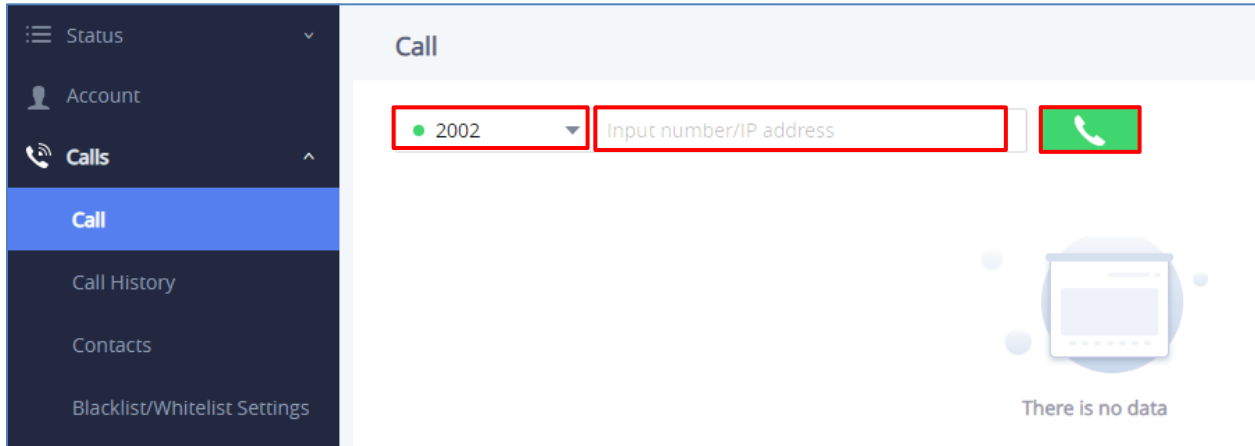 Status
Account
Calls
Call
Call History
Contacts
Blacklist/Whitelist Settings
Call
2002
Input number/IP address
There is no data